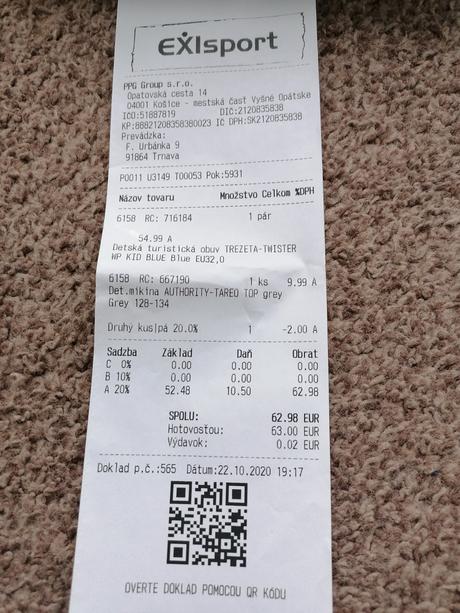 EXIsport
PPG Group s.r.o.
Opatovská cesta 14
04001 Košice - mestská časť Vyšné Opátske
IČO:51887819 DIČ:2120835838
KP:88821208358380023 IC DPH:SK2120835838
Prevádzka:
F. Urbánka 9
91864 Trnava
P0011 U3149 T00053 Pok:5931
Názov tovaru Množstvo Celkom %DPH
6158 RC: 716184 1 pár
54.99 A
Detská turistická obuv TREZETA-TWISTER
WP KID BLUE Blue EU32,0
6158 RC: 667190 1 ks 9.99 A
Det.mikina AUTHORITY-TAREO TOP grey
Grey 128-134
Druhý kus|pá 20.0% 1 -2.00 A
Sadzba Základ Daň Obrat
C 0% 0.00 0.00 0.00
B 10% 0.00 0.00 0.00
A 20% 52.48 10.50 62.98
SPOLU: 62.98 EUR
Hotovosťou: 63.00 EUR
Výdavok: 0.02 EUR
Doklad p.č.:565 Dátum:22.10.2020 19:17
OVERTE DOKLAD POMOCOU QR KÓDU